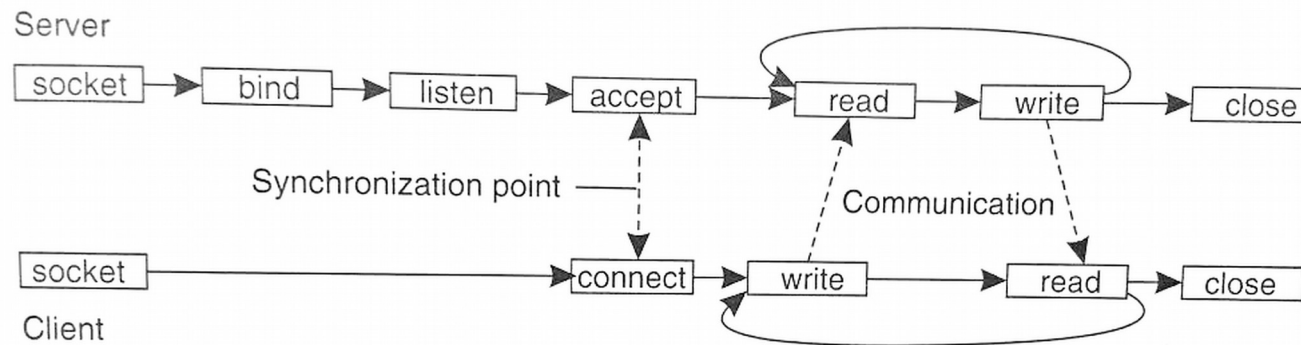 Server
socket bind listen accept read write close
Synchronization point
Communication
socket connect write read close
Client